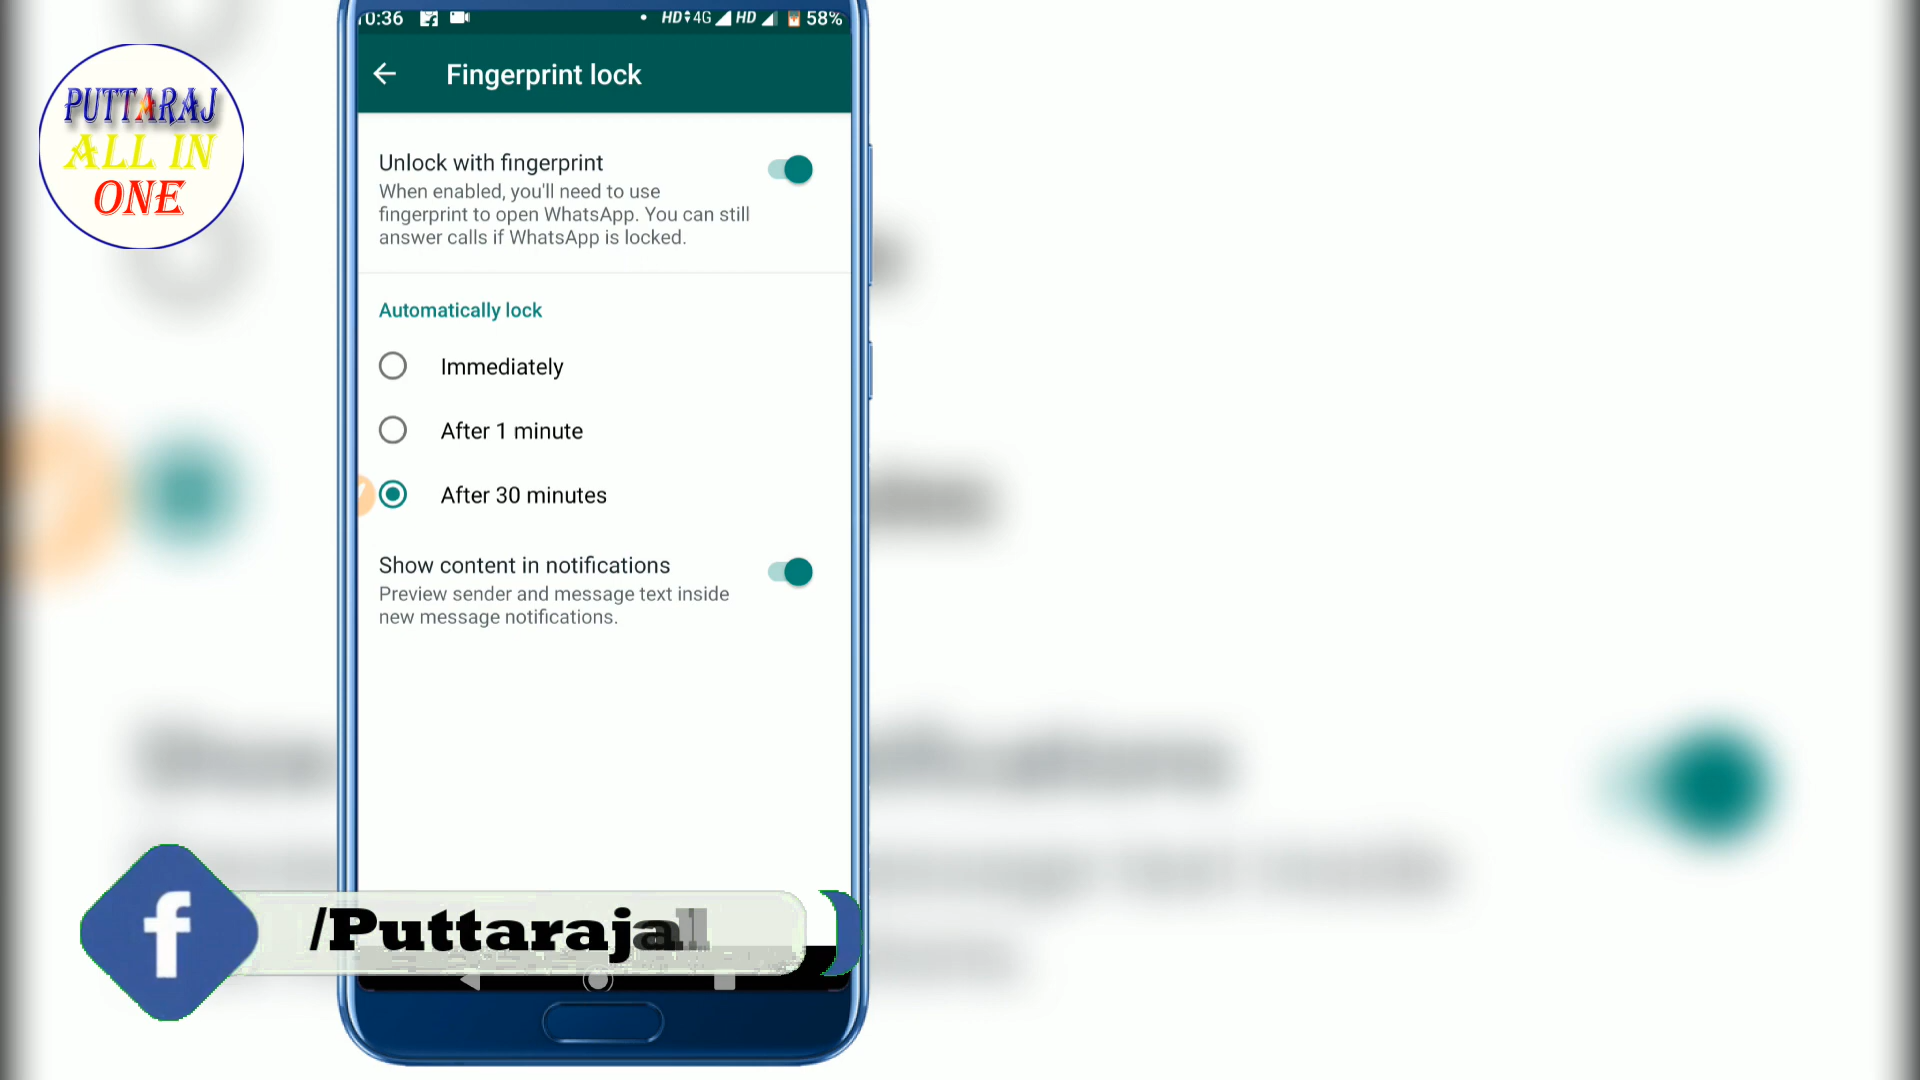 10:36 HD 4G HD 58%
PUTTARAJ
ALL IN
ONE
Fingerprint lock
Unlock with fingerprint
When enabled, you'll need to use
fingerprint to open WhatsApp. You can still
answer calls if WhatsApp is locked.
Automatically lock
Immediately
After 1 minute
After 30 minutes
Show content in notifications
Preview sender and message text inside
new message notifications.
f /Puttarajall